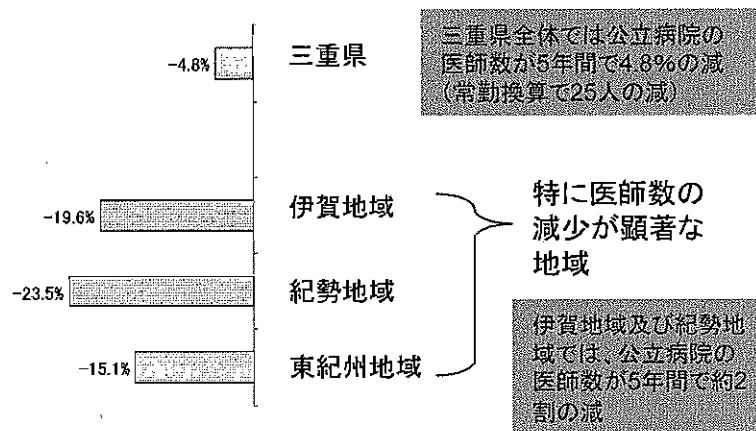 -4.8%
三重県
三重県全体では公立病院の
医師数が5年間で4.8%の減
(常勤換算で25人の減)
-19.6%
伊賀地域
-23.5%
紀勢地域
-15.1%
東紀州地域
特に医師数の
減少が顕著な
地域
伊賀地域及び紀勢地
域では、公立病院の
医師数が5年間で約2
割の減